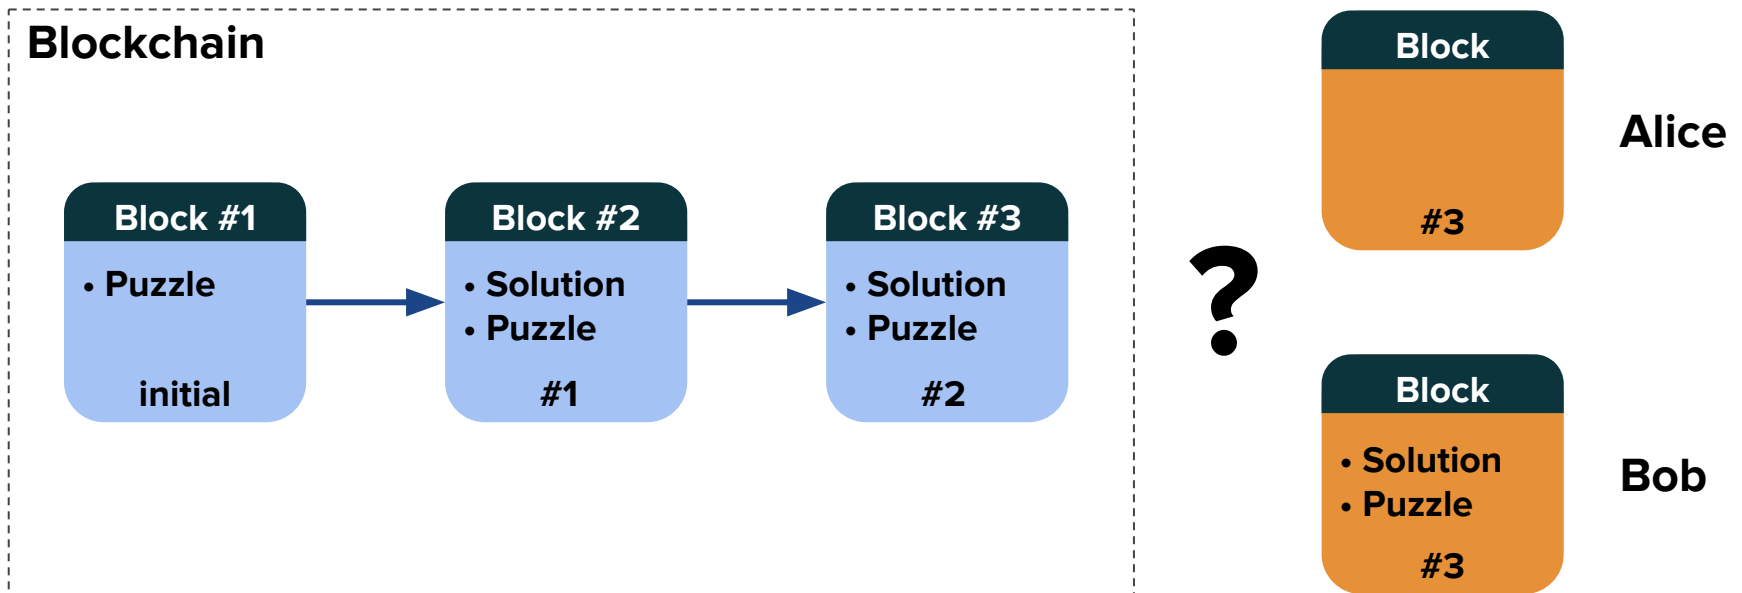 Blockchain
Block #1
• Puzzle
initial
Block #2
• Solution
• Puzzle
#1
Block #3
• Solution
• Puzzle
#2
?
Block
#3
Alice
Block
• Solution
• Puzzle
#3
Bob